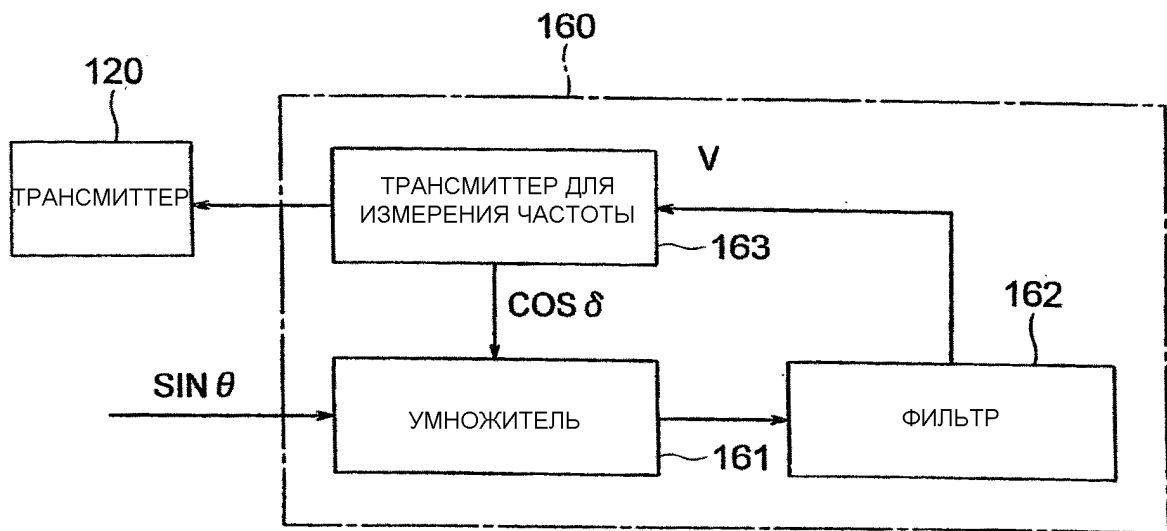 160
120
ТРАНСМИТТЕР
ТРАНСМИТТЕР ДЛЯ
ИЗМЕРЕНИЯ ЧАСТОТЫ
V
163
COS δ
162
SIN θ
УМНОЖИТЕЛЬ
161
ФИЛЬТР